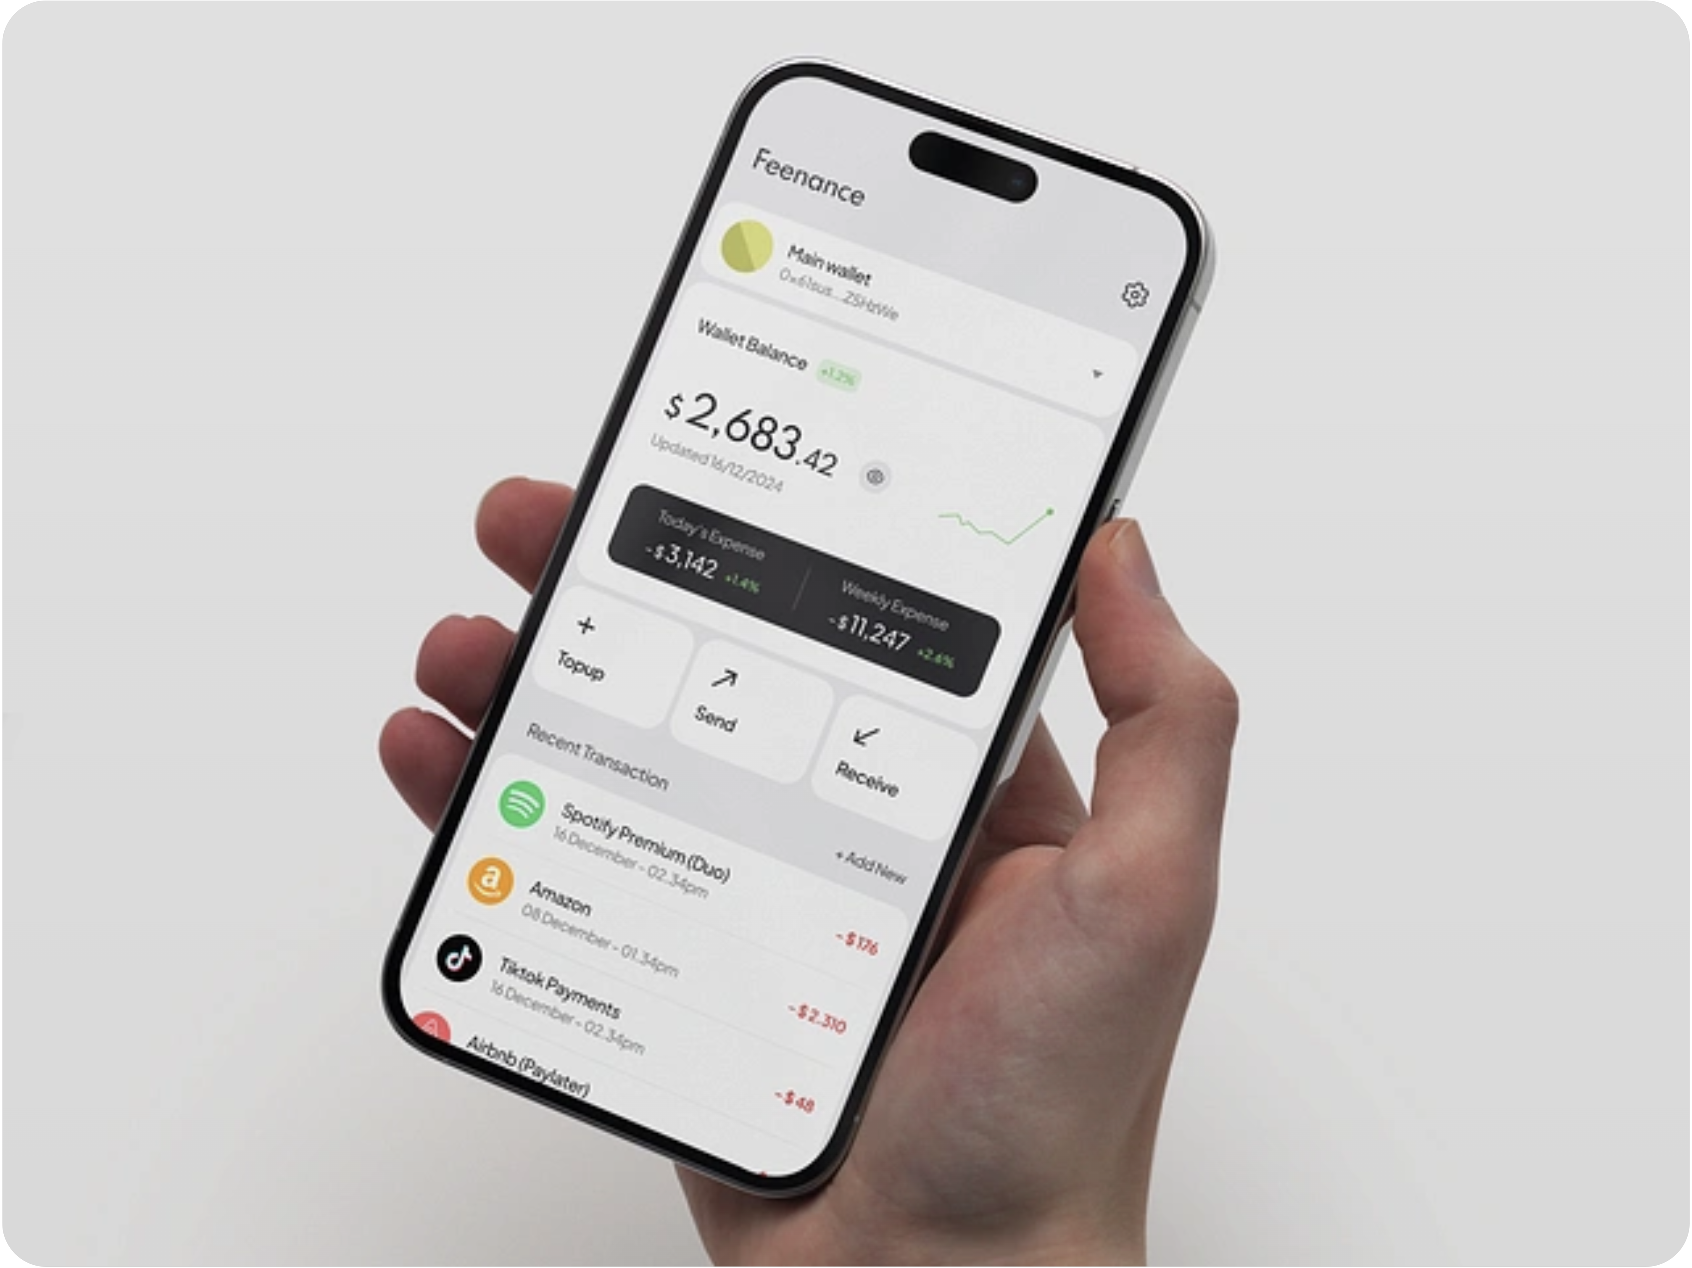 Feenance
Main wallet
0x61sus...Z5HzWe
Wallet Balance +1.2%
$2,683.42
Updated 16/12/2024
Today's Expense
-$3,142 +1.4%
Weekly Expense
-$11,247 +2.6%
Topup
Send
Receive
Recent Transaction
+ Add New
Spotify Premium (Duo)
16 December - 02.34pm
-$176
Amazon
08 December - 01.34pm
-$2.310
Tiktok Payments
16 December - 02.34pm
-$48
Airbnb (Paylater)